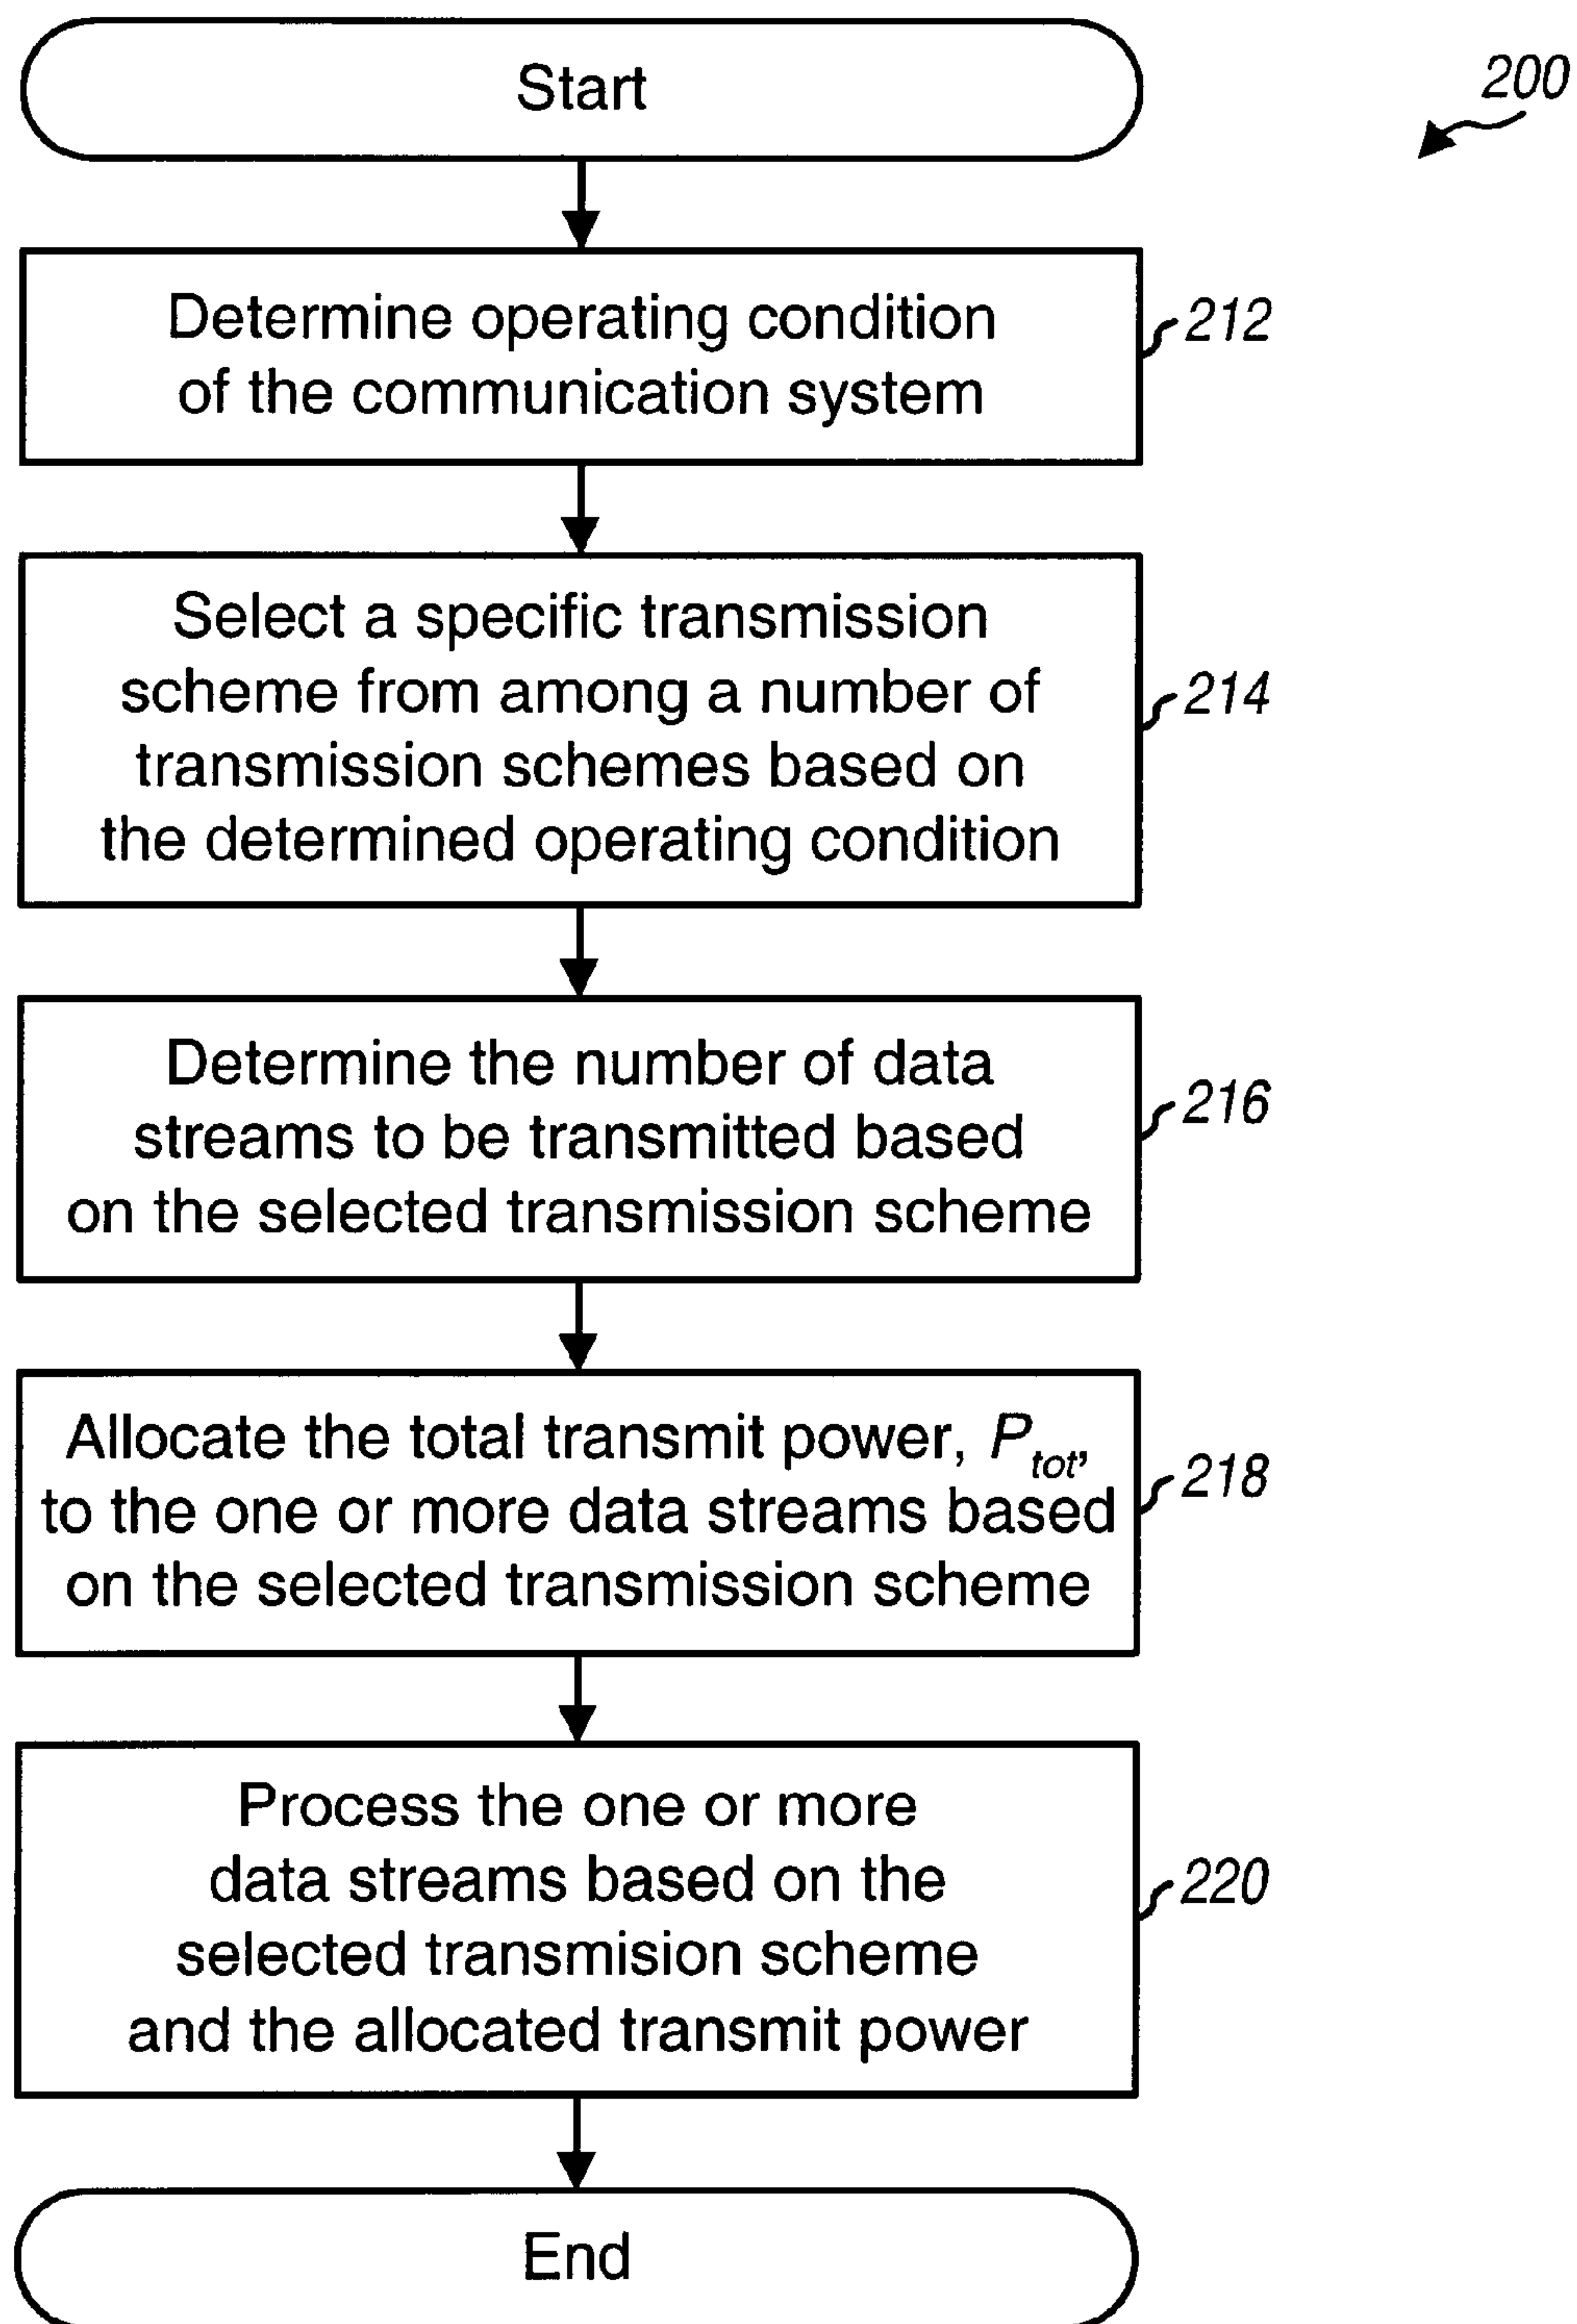 Start
200
Determine operating condition
of the communication system
212
Select a specific transmission
scheme from among a number of
transmission schemes based on
the determined operating condition
214
Determine the number of data
streams to be transmitted based
on the selected transmission scheme
216
Allocate the total transmit power, Ptot,
to the one or more data streams based
on the selected transmission scheme
218
Process the one or more
data streams based on the
selected transmision scheme
and the allocated transmit power
220
End